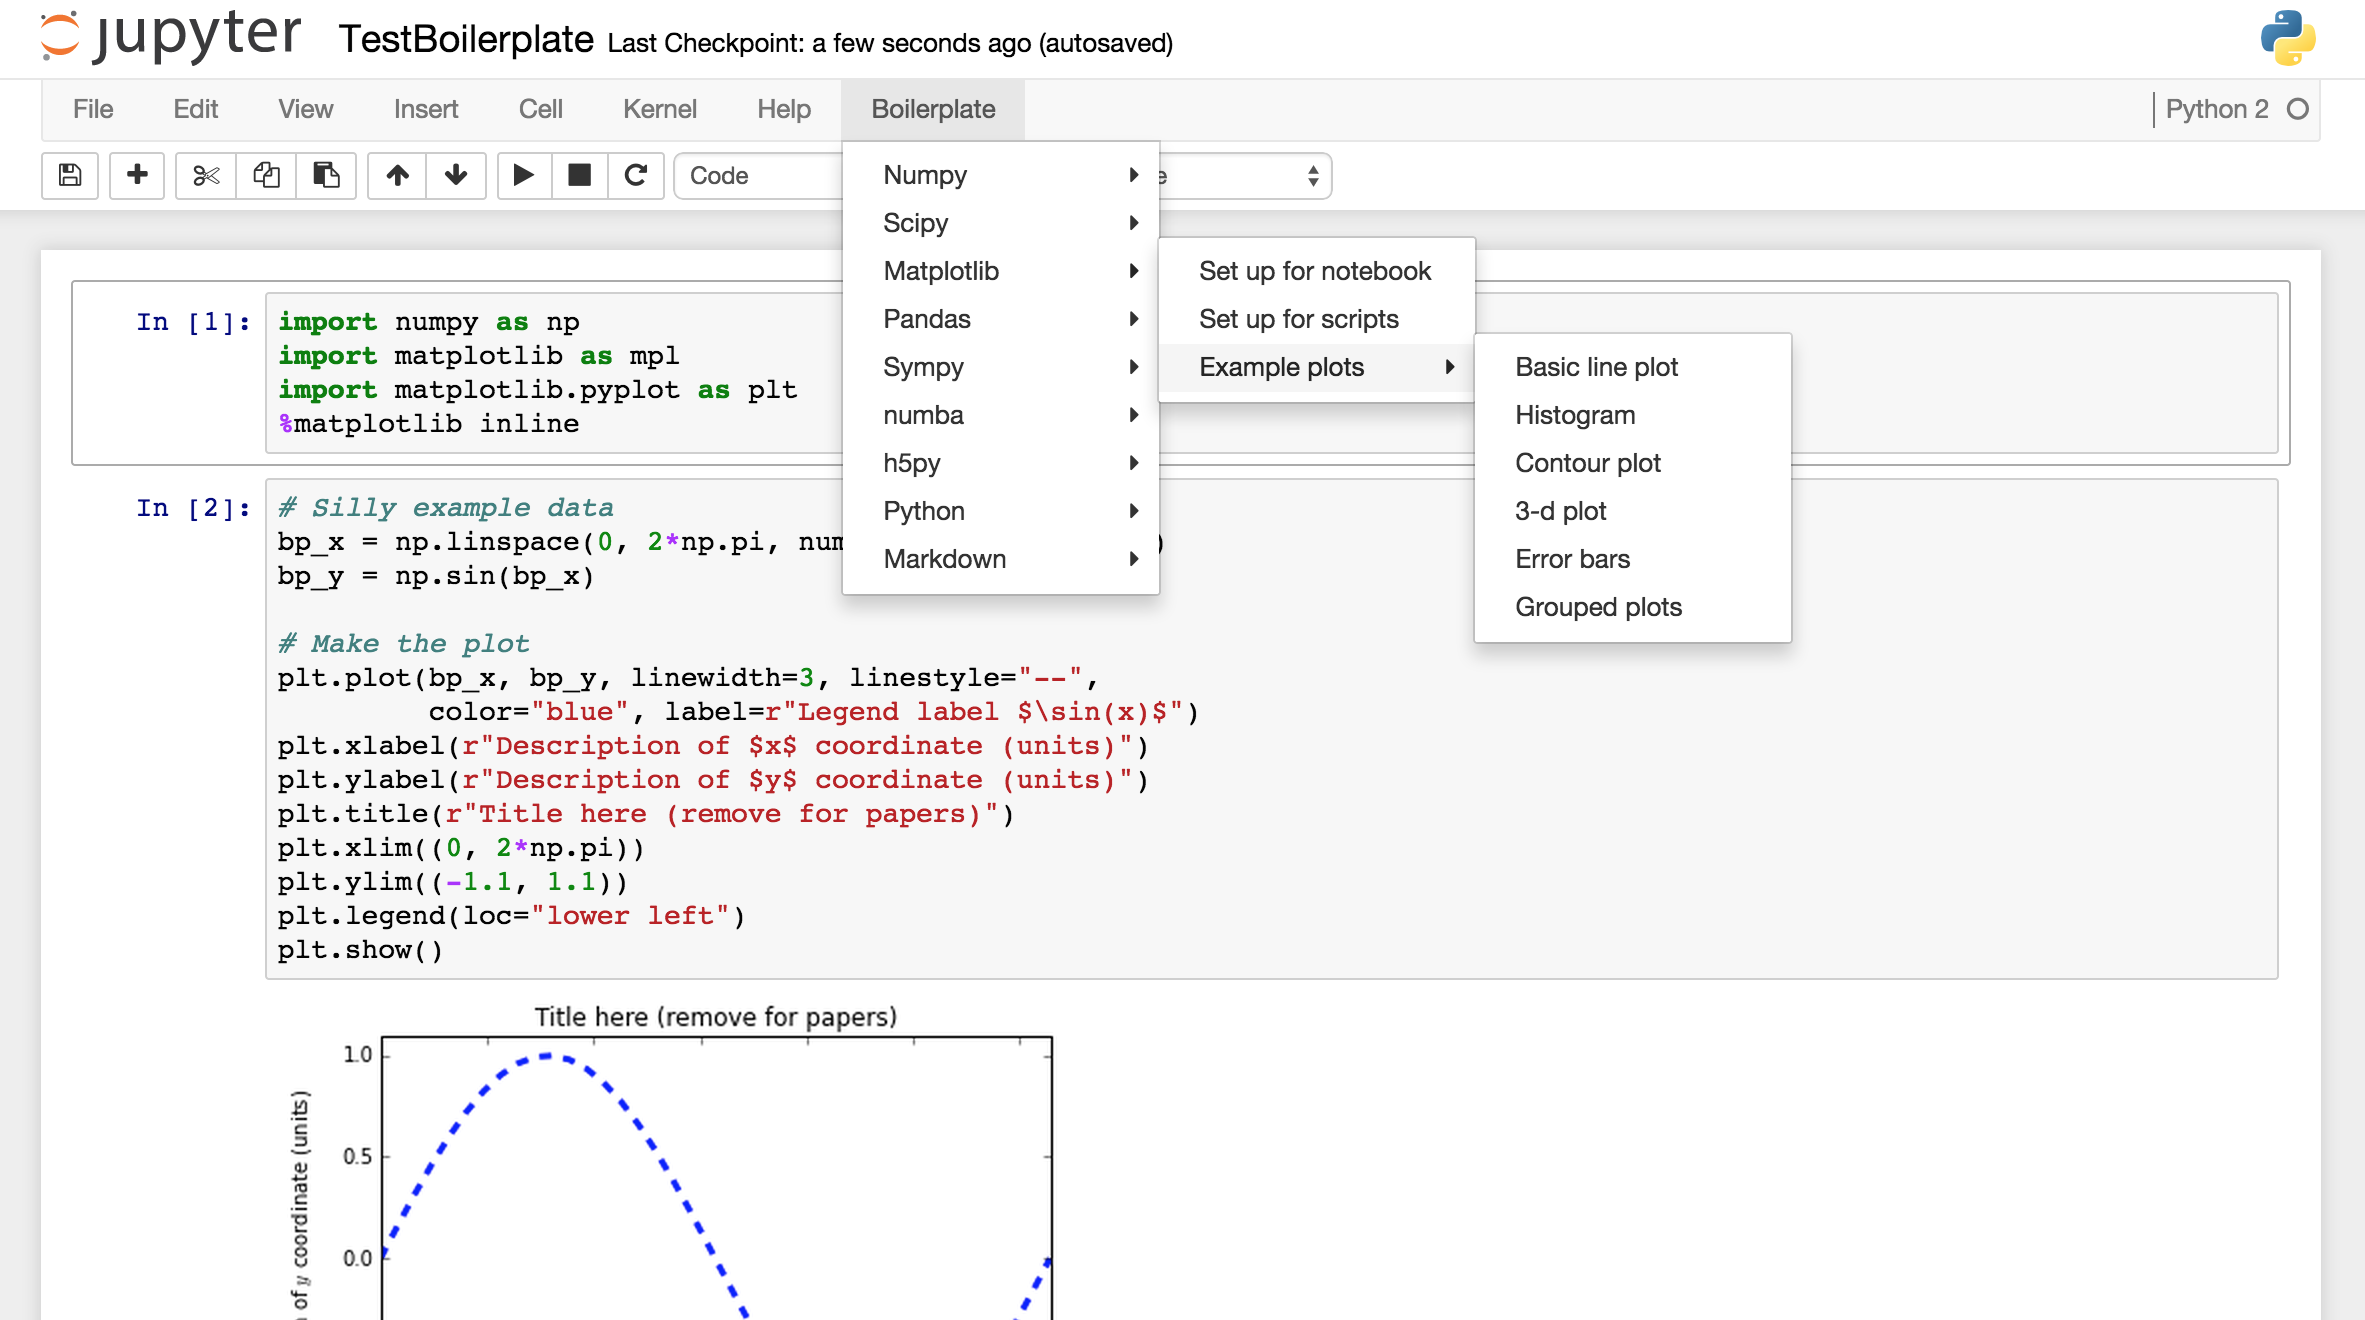 jupyter TestBoilerplate Last Checkpoint: a few seconds ago (autosaved)
File Edit View Insert Cell Kernel Help Boilerplate Python 2
Code
Numpy
Scipy
Matplotlib
Pandas
Sympy
numba
h5py
Python
Markdown
Set up for notebook
Set up for scripts
Example plots
Basic line plot
Histogram
Contour plot
3-d plot
Error bars
Grouped plots
In [1]:
import numpy as np
import matplotlib as mpl
import matplotlib.pyplot as plt
%matplotlib inline
In [2]:
# Silly example data
bp_x = np.linspace(0, 2*np.pi, num )
bp_y = np.sin(bp_x)
# Make the plot
plt.plot(bp_x, bp_y, linewidth=3, linestyle="--",
color="blue", label=r"Legend label $\sin(x)$")
plt.xlabel(r"Description of $x$ coordinate (units)")
plt.ylabel(r"Description of $y$ coordinate (units)")
plt.title(r"Title here (remove for papers)")
plt.xlim((0, 2*np.pi))
plt.ylim((-1.1, 1.1))
plt.legend(loc="lower left")
plt.show()
Title here (remove for papers)
1.0
0.5
0.0
of y coordinate (units)